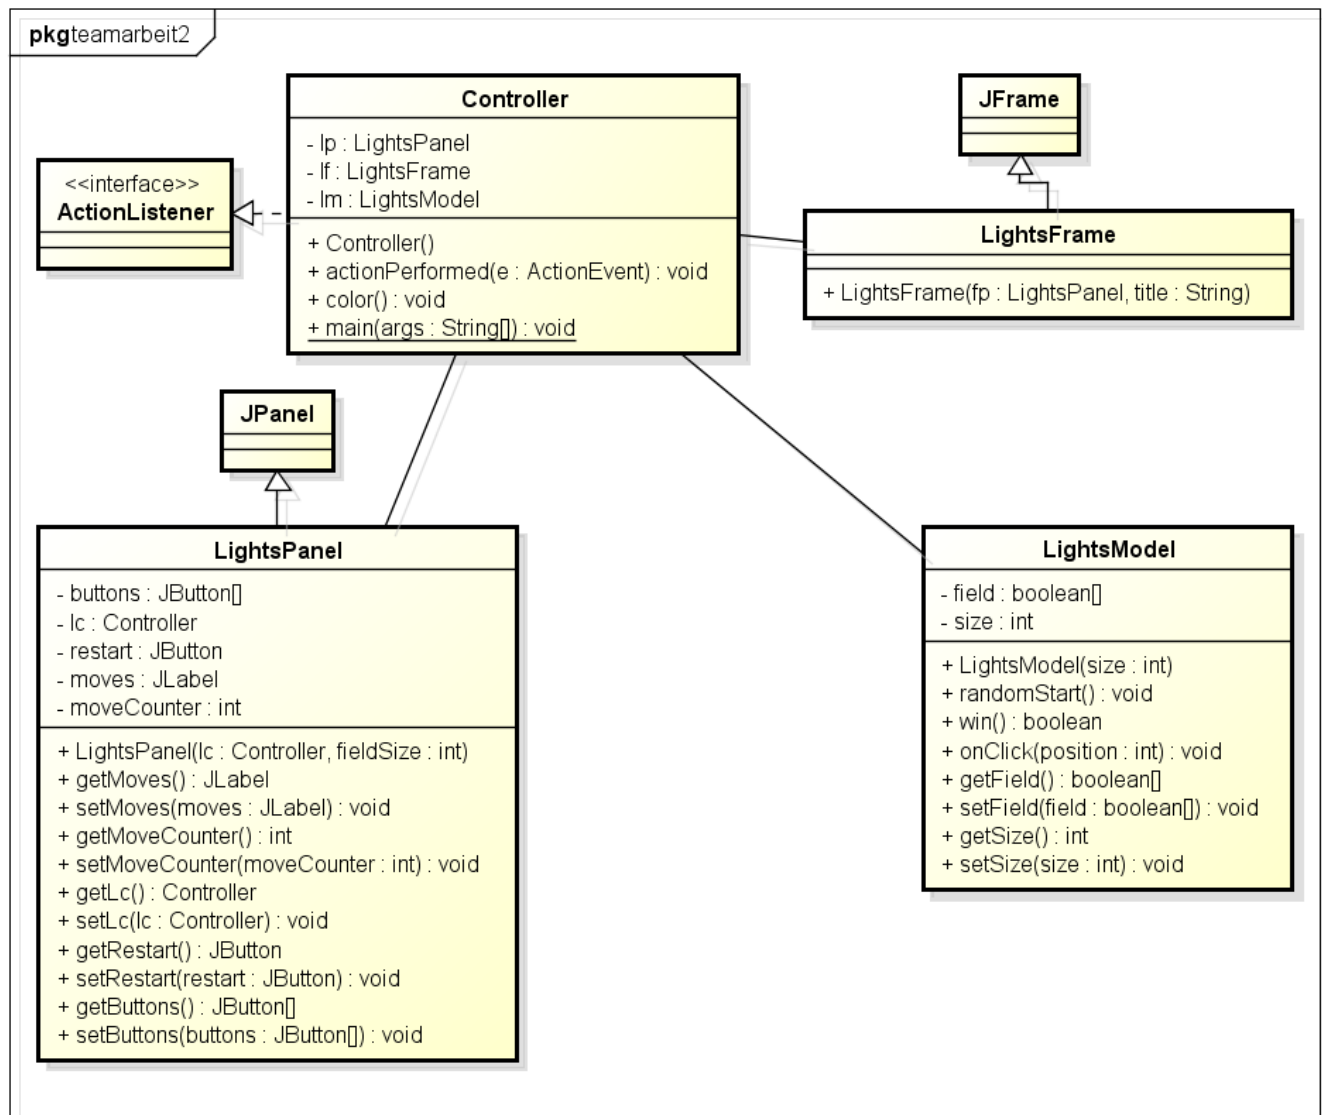 pkgteamarbeit2
Controller
- lp : LightsPanel
- lf : LightsFrame
- lm : LightsModel
+ Controller()
+ actionPerformed(e : ActionEvent) : void
+ color() : void
+ main(args : String[]) : void
<<interface>>
ActionListener
JFrame
LightsFrame
+ LightsFrame(fp : LightsPanel, title : String)
JPanel
LightsPanel
- buttons : JButton[]
- lc : Controller
- restart : JButton
- moves : JLabel
- moveCounter : int
+ LightsPanel(lc : Controller, fieldSize : int)
+ getMoves() : JLabel
+ setMoves(moves : JLabel) : void
+ getMoveCounter() : int
+ setMoveCounter(moveCounter : int) : void
+ getLc() : Controller
+ setLc(lc : Controller) : void
+ getRestart() : JButton
+ setRestart(restart : JButton) : void
+ getButtons() : JButton[]
+ setButtons(buttons : JButton[]) : void
LightsModel
- field : boolean[]
- size : int
+ LightsModel(size : int)
+ randomStart() : void
+ win() : boolean
+ onClick(position : int) : void
+ getField() : boolean[]
+ setField(field : boolean[]) : void
+ getSize() : int
+ setSize(size : int) : void